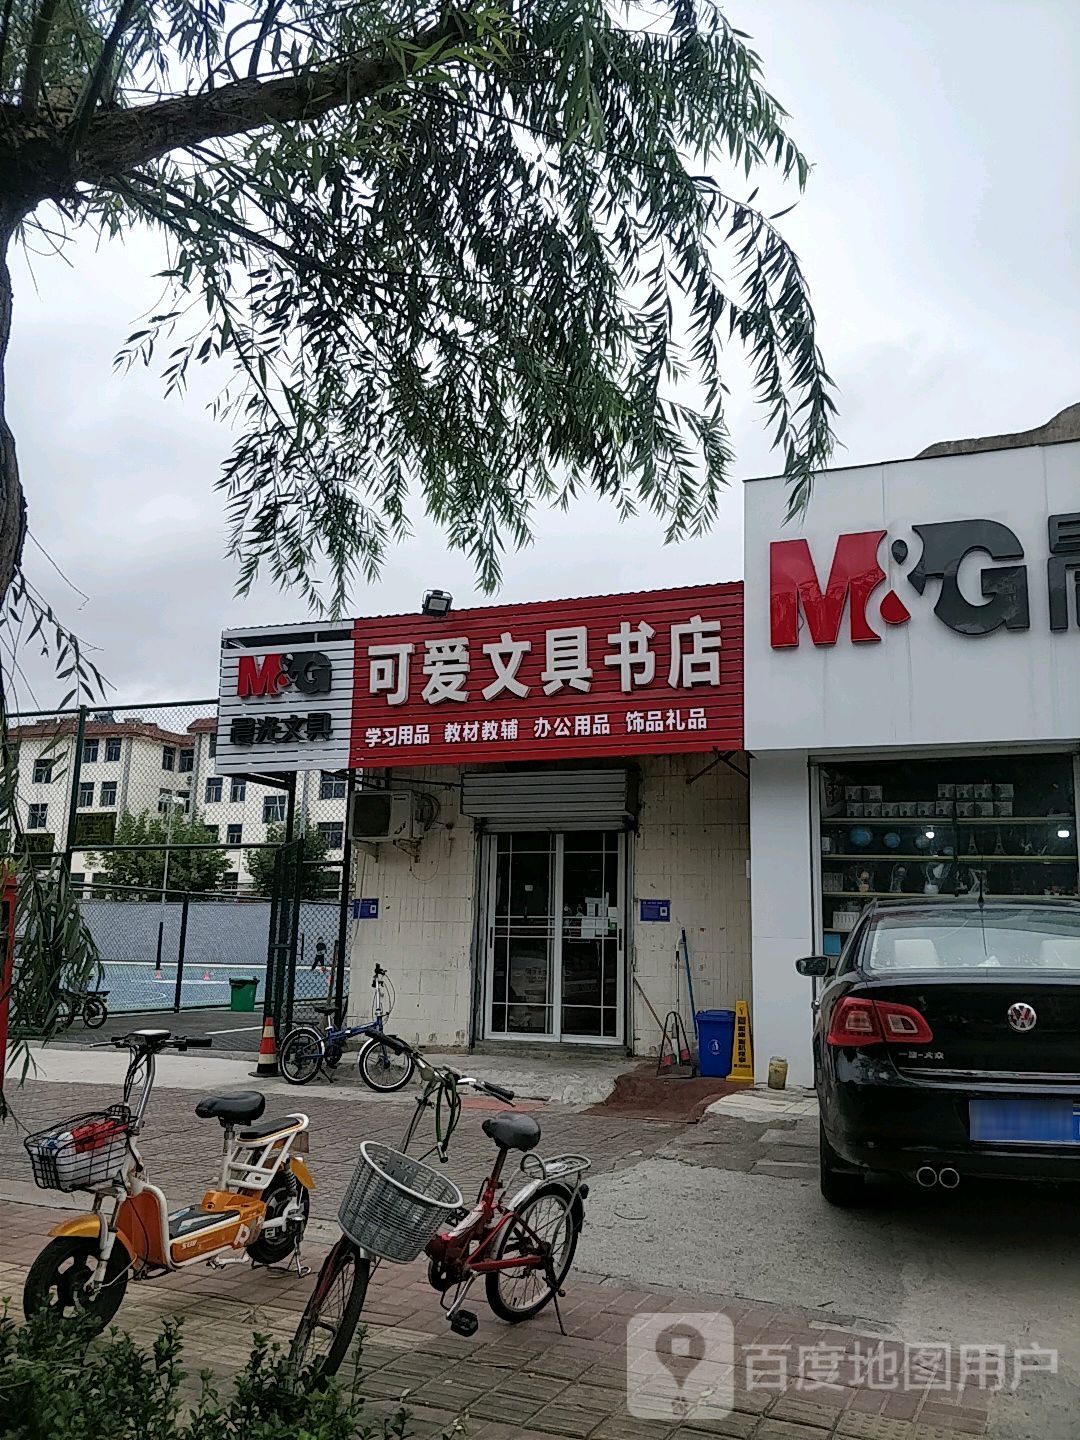 M&G
晨光文具
可爱文具书店
学习用品 教材教辅 办公用品 饰品礼品
M&G
一汽-大众
百度地图用户